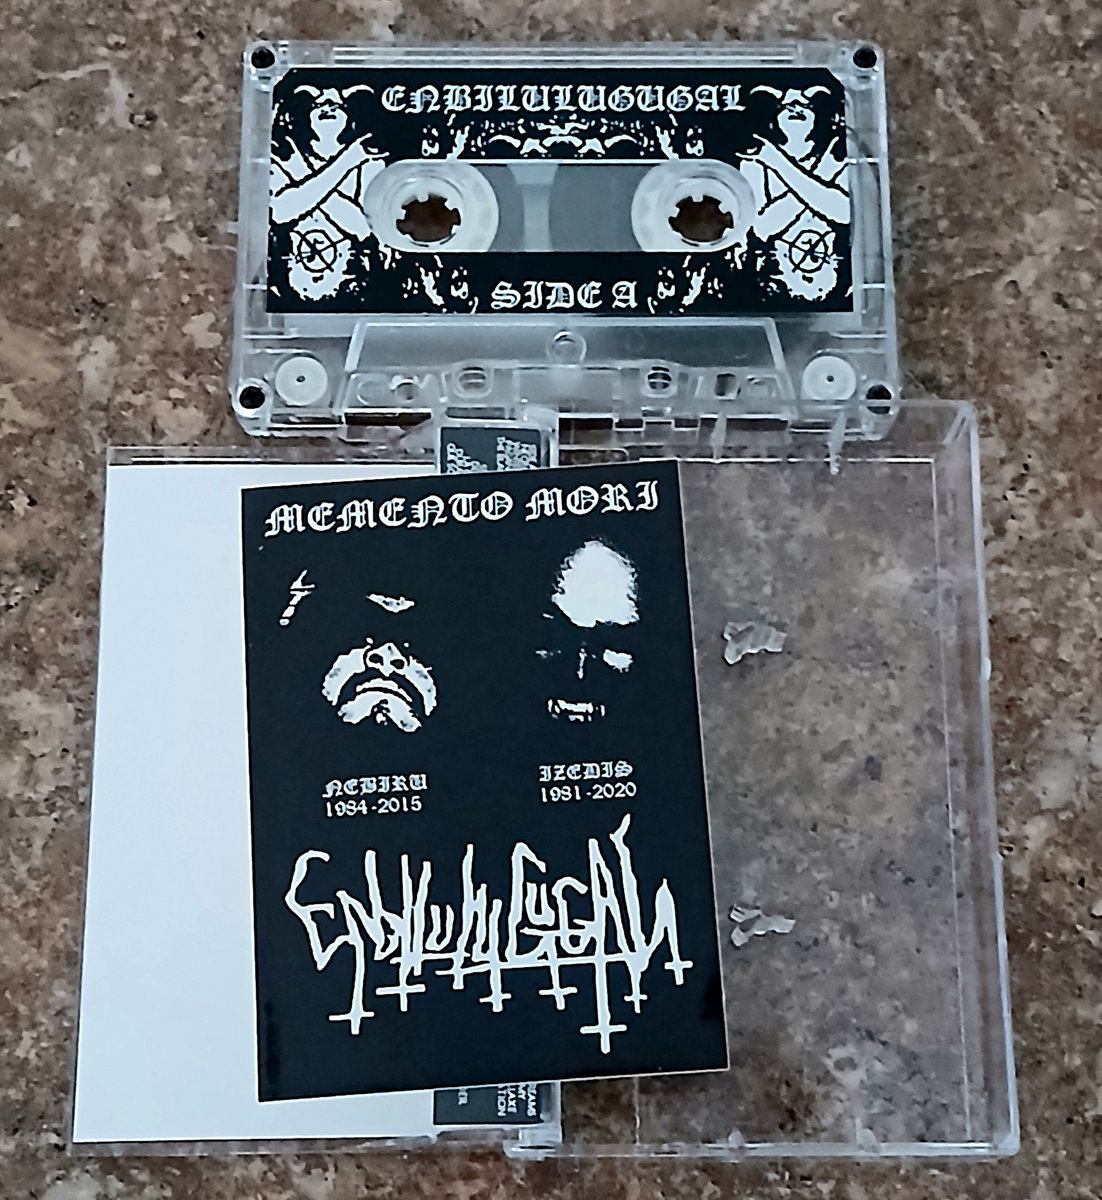 ENBILULUGUGAL
SIDE A
MEMENTO MORI
NEBIRU
1984-2015
IZEDIS
1981-2020
ENBILULUGUGAL